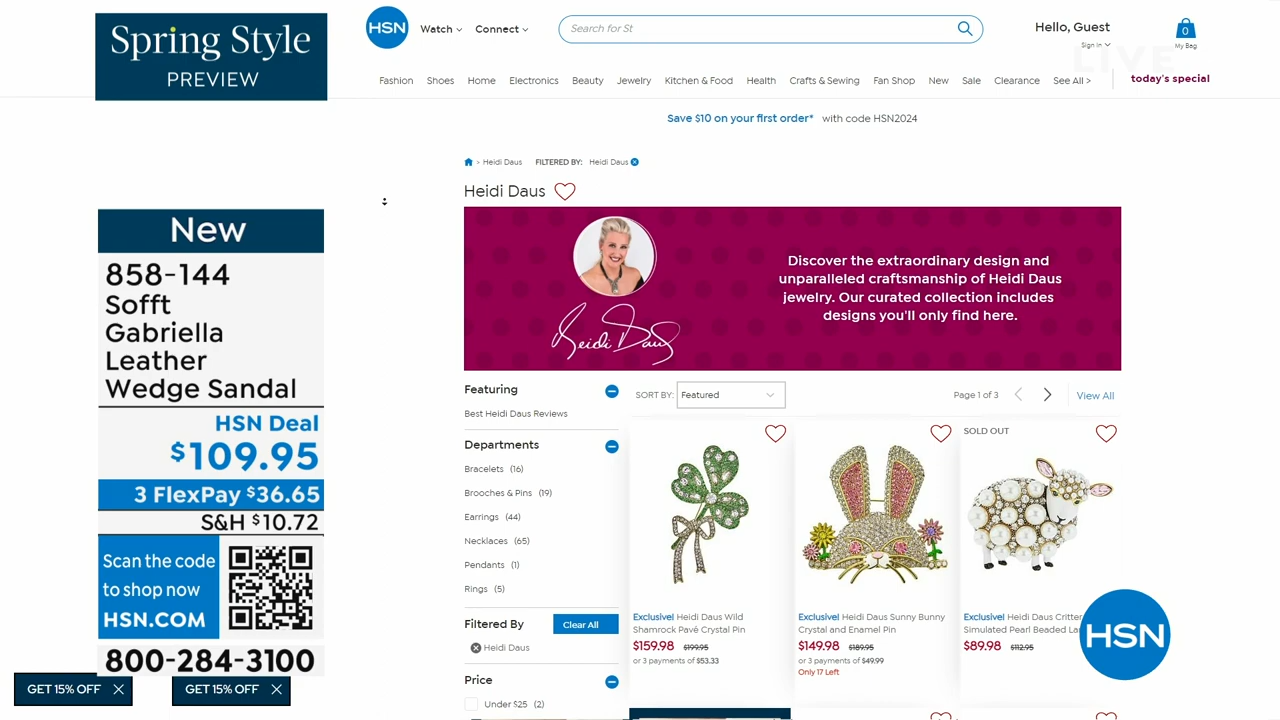 Spring Style
PREVIEW
HSN
Watch
Connect
Search for St
Hello, Guest
Sign In
0
My Bag
LIVE
Fashion Shoes Home Electronics Beauty Jewelry Kitchen & Food Health Crafts & Sewing Fan Shop New Sale Clearance See All >
today's special
Save $10 on your first order* with code HSN2024
> Heidi Daus FILTERED BY: Heidi Daus
Heidi Daus
Discover the extraordinary design and
unparalleled craftsmanship of Heidi Daus
jewelry. Our curated collection includes
designs you'll only find here.
Heidi Daus
New
858-144
Sofft
Gabriella
Leather
Wedge Sandal
HSN Deal
$109.95
3 FlexPay $36.65
S&H $10.72
Scan the code
to shop now
HSN.COM
800-284-3100
GET 15% OFF
GET 15% OFF
Featuring
Best Heidi Daus Reviews
Departments
Bracelets (16)
Brooches & Pins (19)
Earrings (44)
Necklaces (65)
Pendants (1)
Rings (5)
Filtered By
Clear All
Heidi Daus
Price
Under $25 (2)
SORT BY: Featured
Page 1 of 3
View All
Exclusive! Heidi Daus Wild
Shamrock Pavé Crystal Pin
$159.98 $199.95
or 3 payments of $53.33
Exclusive! Heidi Daus Sunny Bunny
Crystal and Enamel Pin
$149.98 $189.95
or 3 payments of $49.99
Only 17 Left
SOLD OUT
Exclusive! Heidi Daus Critter
Simulated Pearl Beaded La
$89.98 $112.95
HSN